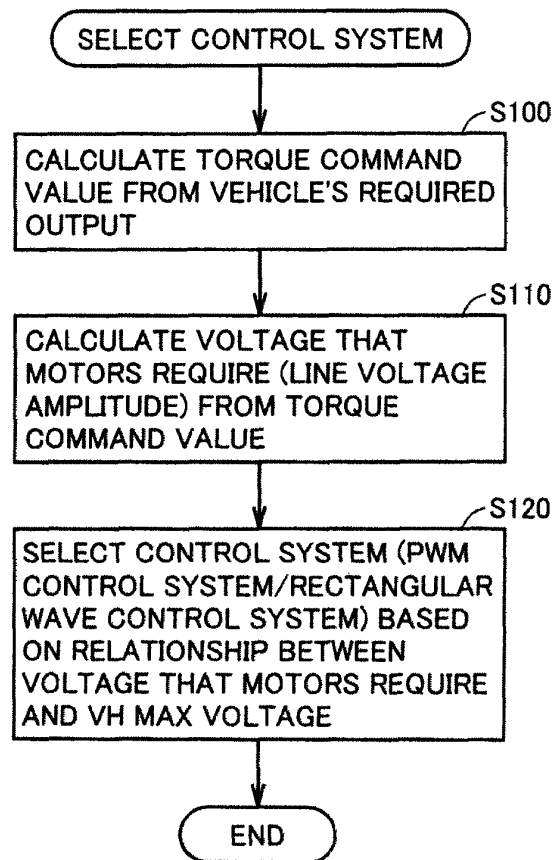 SELECT CONTROL SYSTEM
S100
CALCULATE TORQUE COMMAND
VALUE FROM VEHICLE'S REQUIRED
OUTPUT
S110
CALCULATE VOLTAGE THAT
MOTORS REQUIRE (LINE VOLTAGE
AMPLITUDE) FROM TORQUE
COMMAND VALUE
S120
SELECT CONTROL SYSTEM (PWM
CONTROL SYSTEM/RECTANGULAR
WAVE CONTROL SYSTEM) BASED
ON RELATIONSHIP BETWEEN
VOLTAGE THAT MOTORS REQUIRE
AND VH MAX VOLTAGE
END